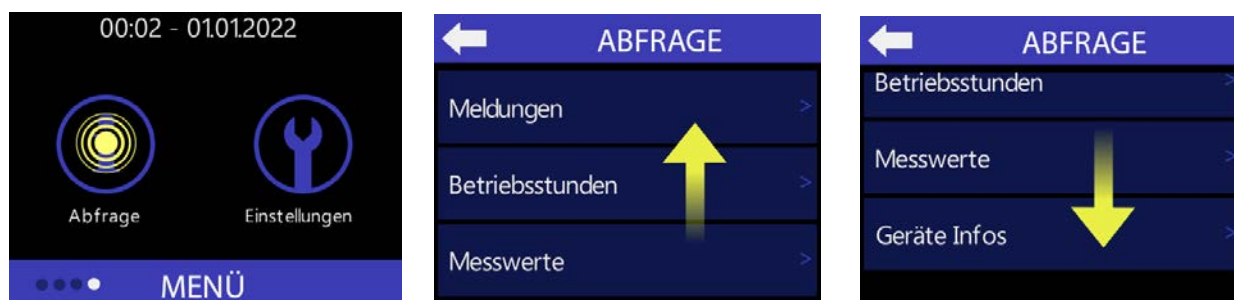 00:02 - 01.01.2022
Abfrage
Einstellungen
MENÜ
ABFRAGE
Meldungen >
Betriebsstunden >
Messwerte >
ABFRAGE
Betriebsstunden >
Messwerte >
Geräte Infos >